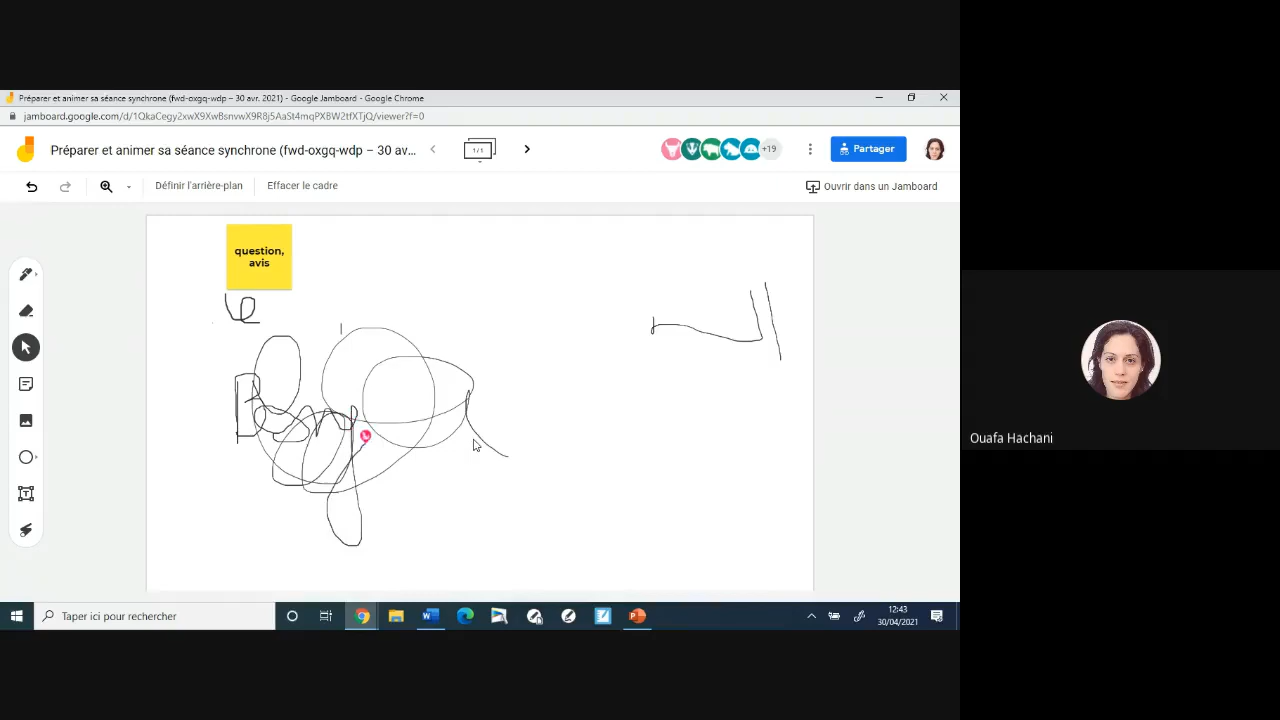 Préparer et animer sa séance synchrone (fwd-oxgq-wdp – 30 avr. 2021) - Google Jamboard - Google Chrome
jamboard.google.com/d/1QkaCegy2xwX9XwBsnvwX9R8j5AaSt4mqPXBW2tfXTjQ/viewer?f=0
Préparer et animer sa séance synchrone (fwd-oxgq-wdp – 30 av...
1/1
+19
Partager
Définir l'arrière-plan
Effacer le cadre
Ouvrir dans un Jamboard
question,
avis
Ouafa Hachani
Taper ici pour rechercher
12:43
30/04/2021